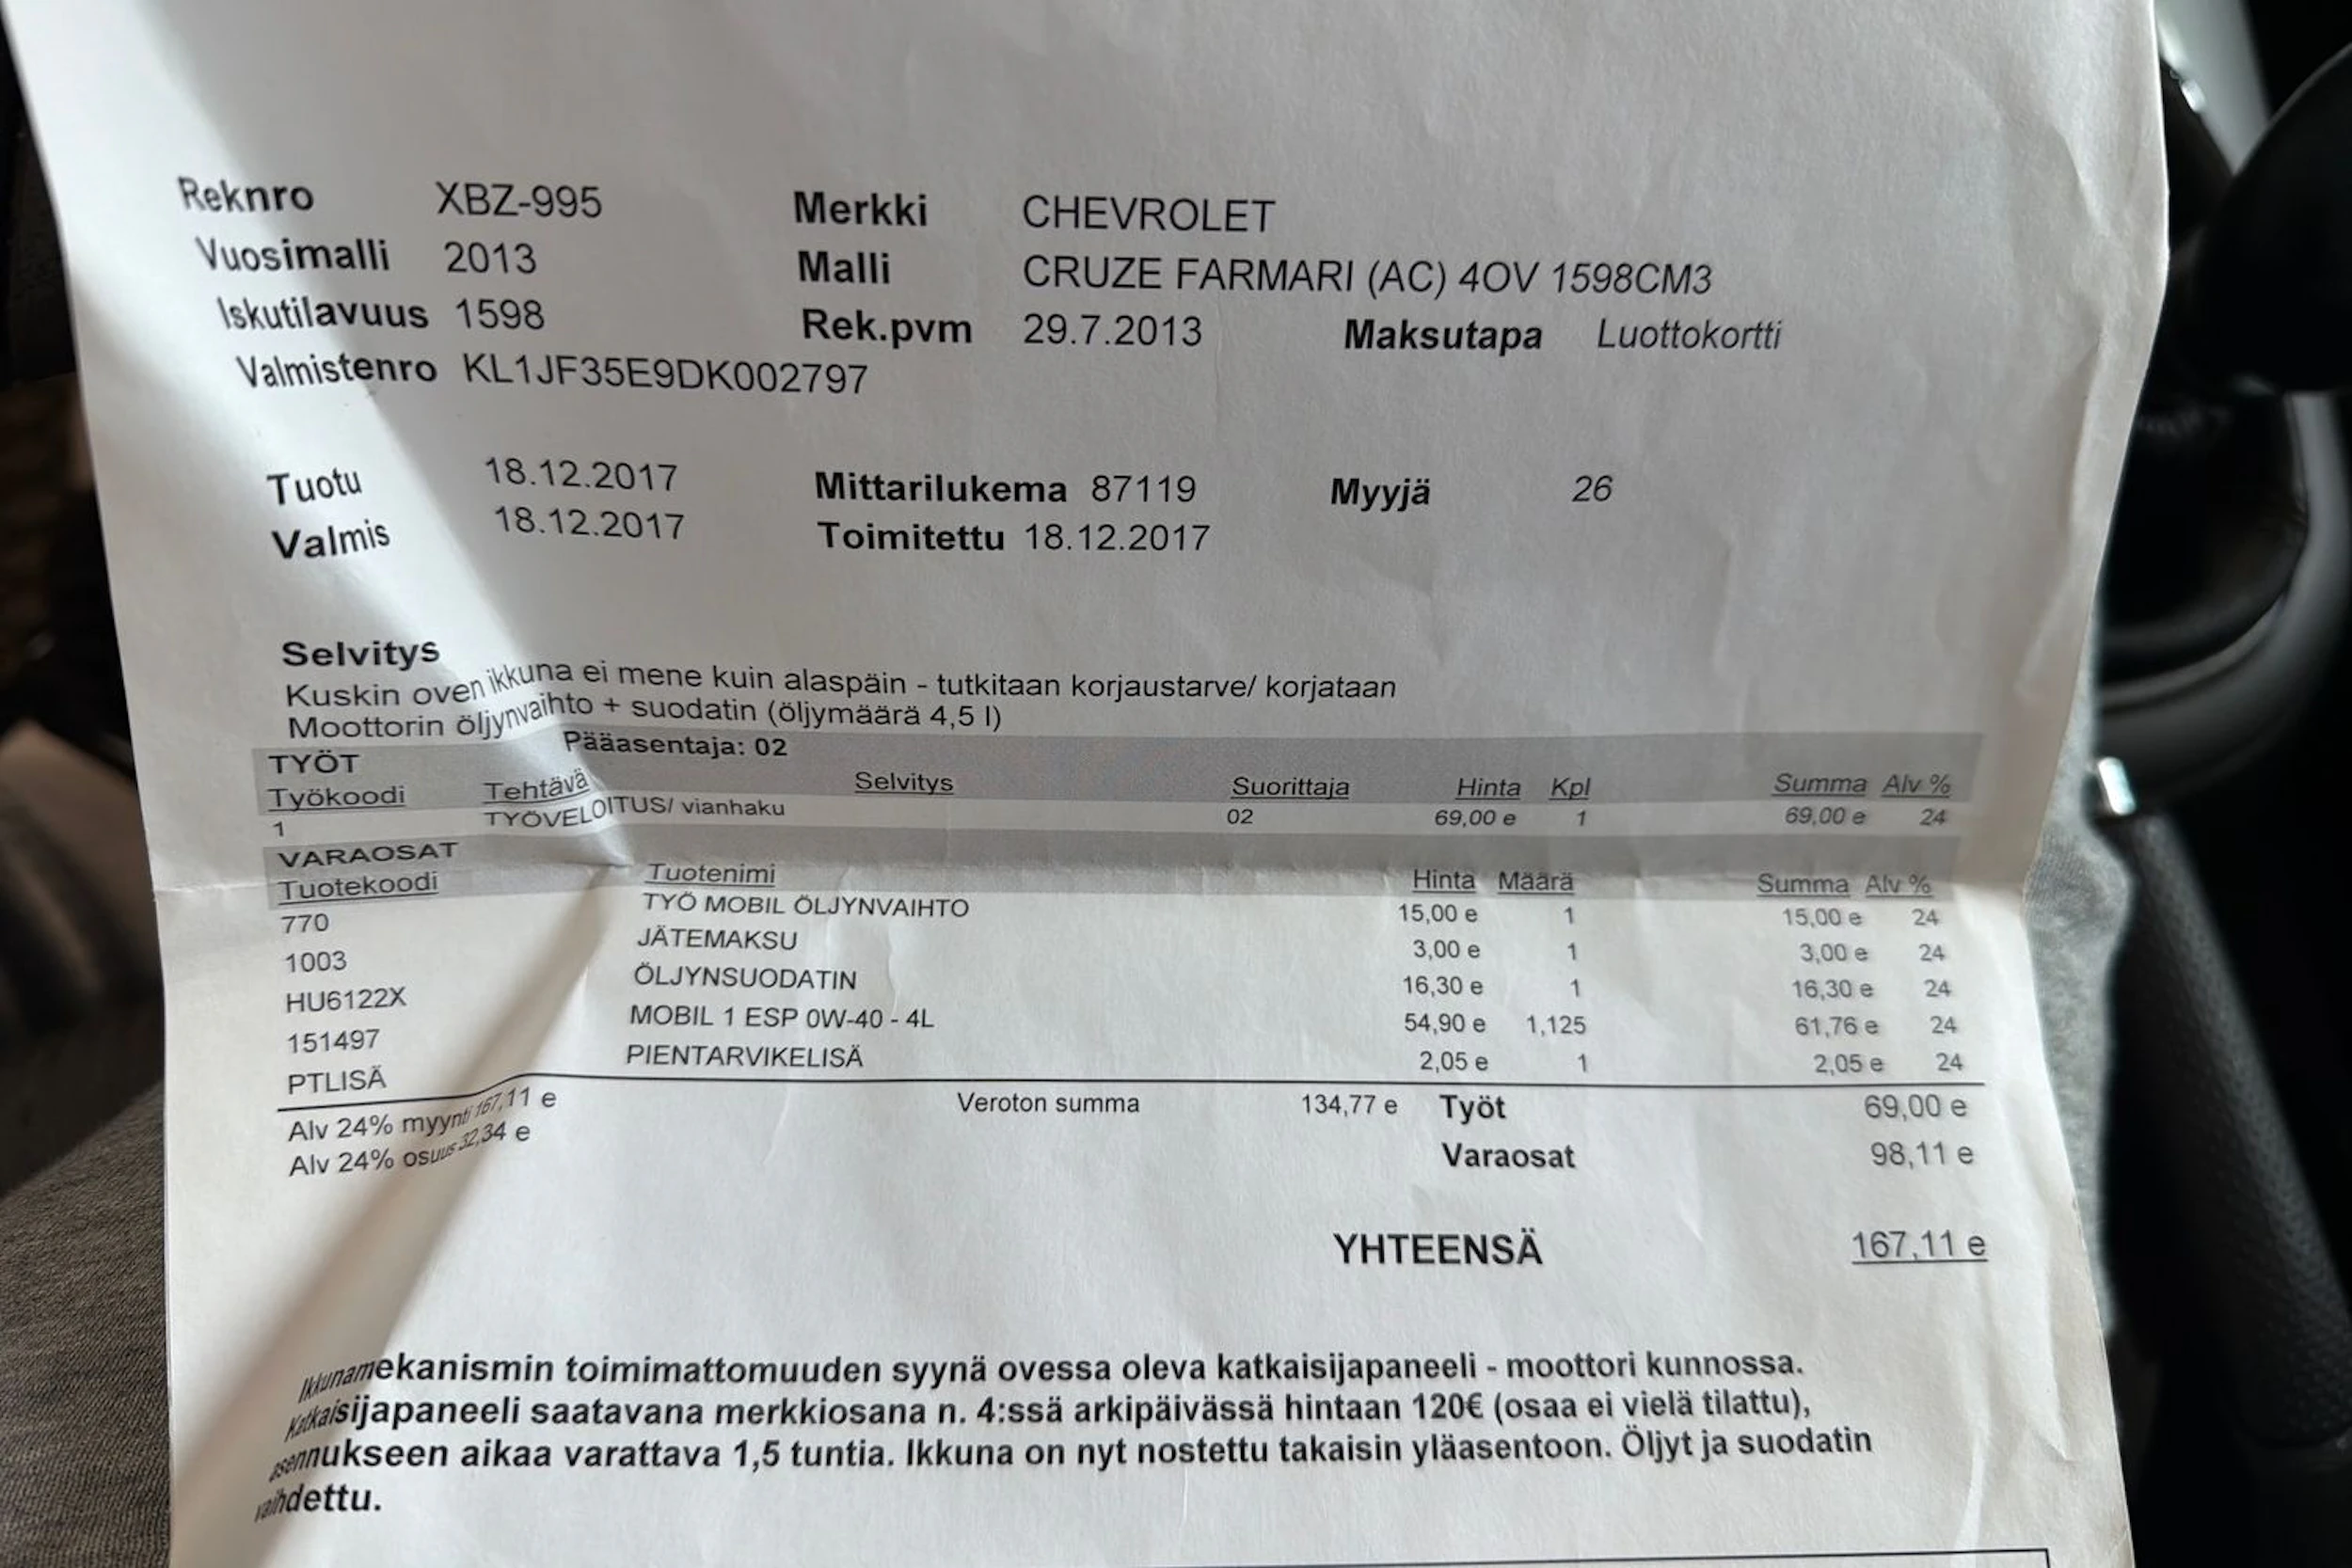 Reknro XBZ-995 Merkki CHEVROLET
Vuosimalli 2013 Malli CRUZE FARMARI (AC) 4OV 1598CM3
Iskutilavuus 1598 Rek.pvm 29.7.2013 Maksutapa Luottokortti
Valmistenro KL1JF35E9DK002797
Tuotu 18.12.2017 Mittarilukema 87119 Myyjä 26
Valmis 18.12.2017 Toimitettu 18.12.2017
Selvitys
Kuskin oven ikkuna ei mene kuin alaspäin - tutkitaan korjaustarve/ korjataan
Moottorin öljynvaihto + suodatin (öljymäärä 4,5 l)
TYÖT Pääasentaja: 02
Työkoodi Tehtävä Selvitys Suorittaja Hinta Kpl Summa Alv %
1 TYÖVELOITUS/ vianhaku 02 69,00 e 1 69,00 e 24
VARAOSAT
Tuotekoodi Tuotenimi Hinta Määrä Summa Alv %
770 TYÖ MOBIL ÖLJYNVAIHTO 15,00 e 1 15,00 e 24
1003 JÄTEMAKSU 3,00 e 1 3,00 e 24
HU6122X ÖLJYNSUODATIN 16,30 e 1 16,30 e 24
151497 MOBIL 1 ESP 0W-40 - 4L 54,90 e 1,125 61,76 e 24
PTLISÄ PIENTARVIKELISÄ 2,05 e 1 2,05 e 24
Alv 24% myynti 167,11 e Veroton summa 134,77 e Työt 69,00 e
Alv 24% osuus 32,34 e Varaosat 98,11 e
YHTEENSÄ 167,11 e
Ikkunamekanismin toimimattomuuden syynä ovessa oleva katkaisijapaneeli - moottori kunnossa.
Katkaisijapaneeli saatavana merkkiosana n. 4:ssä arkipäivässä hintaan 120€ (osaa ei vielä tilattu),
asennukseen aikaa varattava 1,5 tuntia. Ikkuna on nyt nostettu takaisin yläasentoon. Öljyt ja suodatin
vaihdettu.